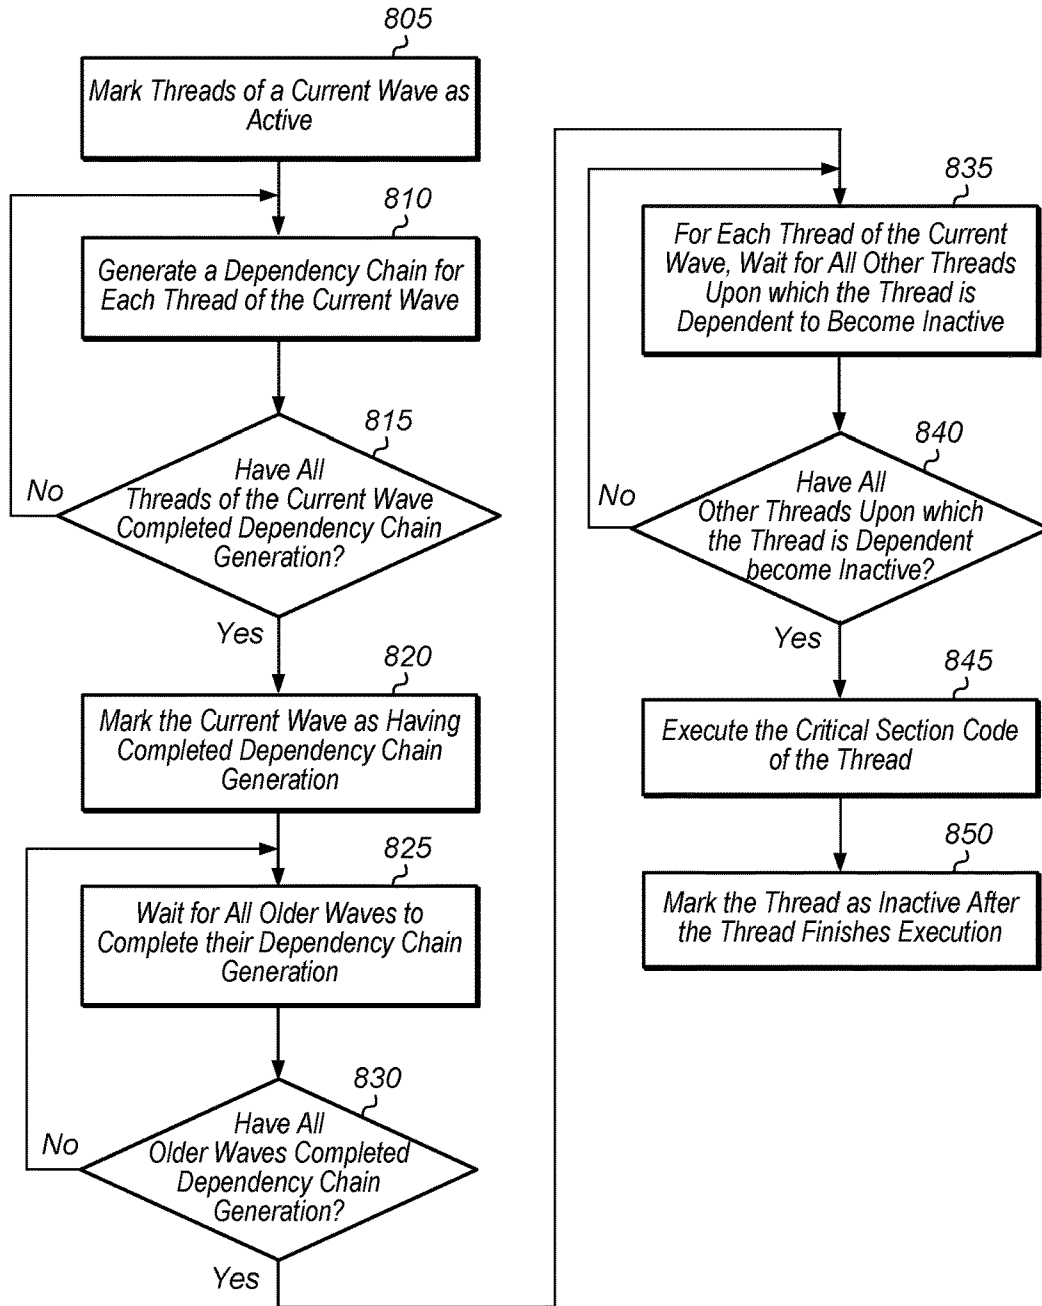 805
Mark Threads of a Current Wave as
Active
810
Generate a Dependency Chain for
Each Thread of the Current Wave
815
Have All
Threads of the Current Wave
Completed Dependency Chain
Generation?
No
Yes
820
Mark the Current Wave as Having
Completed Dependency Chain
Generation
825
Wait for All Older Waves to
Complete their Dependency Chain
Generation
830
Have All
Older Waves Completed
Dependency Chain
Generation?
No
Yes
835
For Each Thread of the Current
Wave, Wait for All Other Threads
Upon which the Thread is
Dependent to Become Inactive
840
Have All
Other Threads Upon which
the Thread is Dependent
become Inactive?
No
Yes
845
Execute the Critical Section Code
of the Thread
850
Mark the Thread as Inactive After
the Thread Finishes Execution